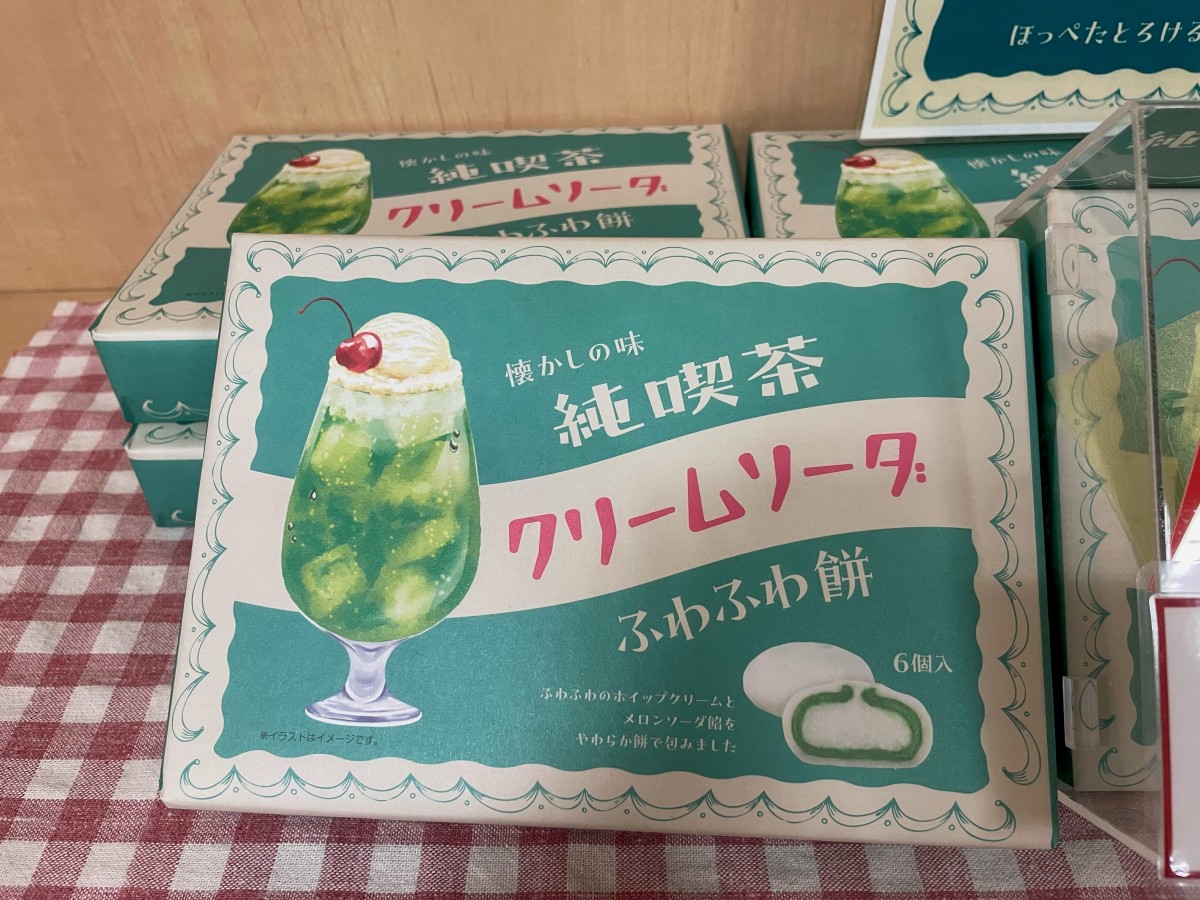 ほっぺたとろける
懐かしの味
純喫茶
クリームソーダ
ふわふわ餅
懐かしの味
懐かしの味
純喫茶
クリームソーダ
ふわふわ餅
6個入
ふわふわのホイップクリームと
メロンソーダ餡を
やわらか餅で包みました
※イラストはイメージです。